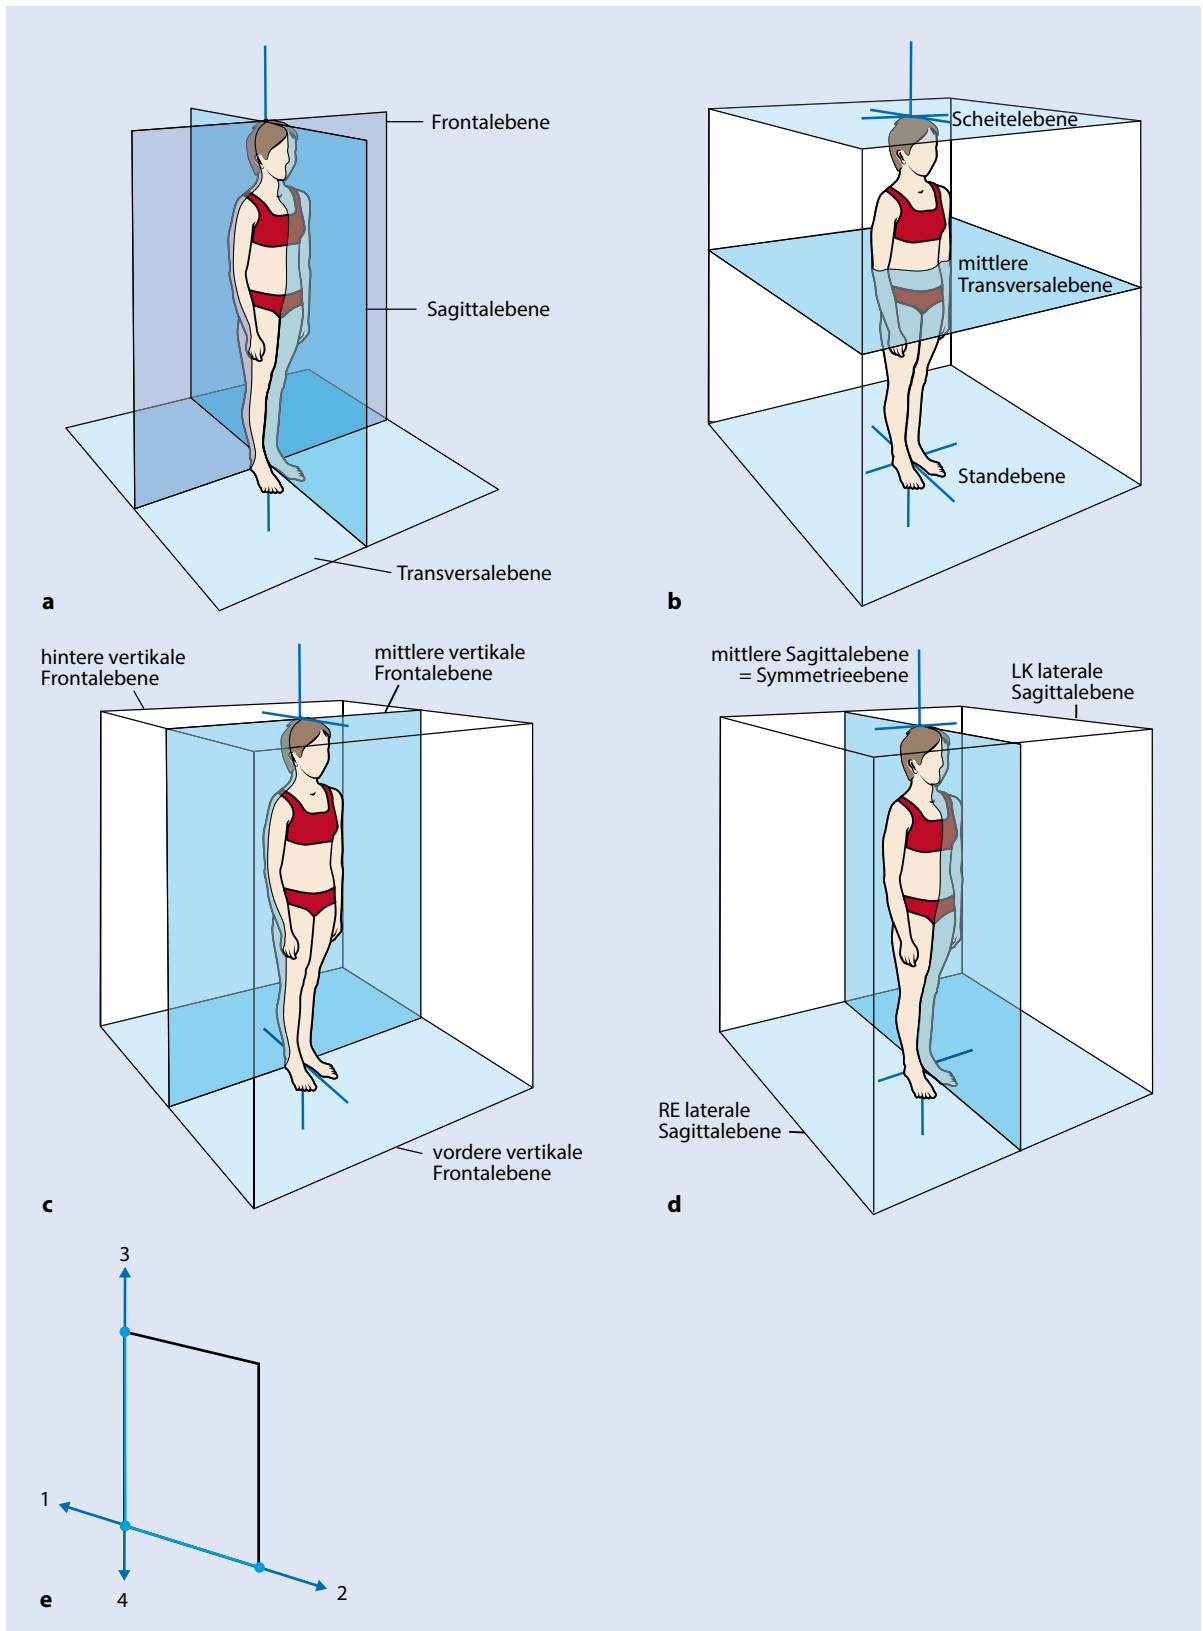 Frontalebene
Sagittalebene
Transversalebene
a
Scheitelebene
mittlere
Transversalebene
Standebene
b
hintere vertikale
Frontalebene
mittlere vertikale
Frontalebene
vordere vertikale
Frontalebene
c
mittlere Sagittalebene
= Symmetrieebene
LK laterale
Sagittalebene
RE laterale
Sagittalebene
d
3
1
4
2
e